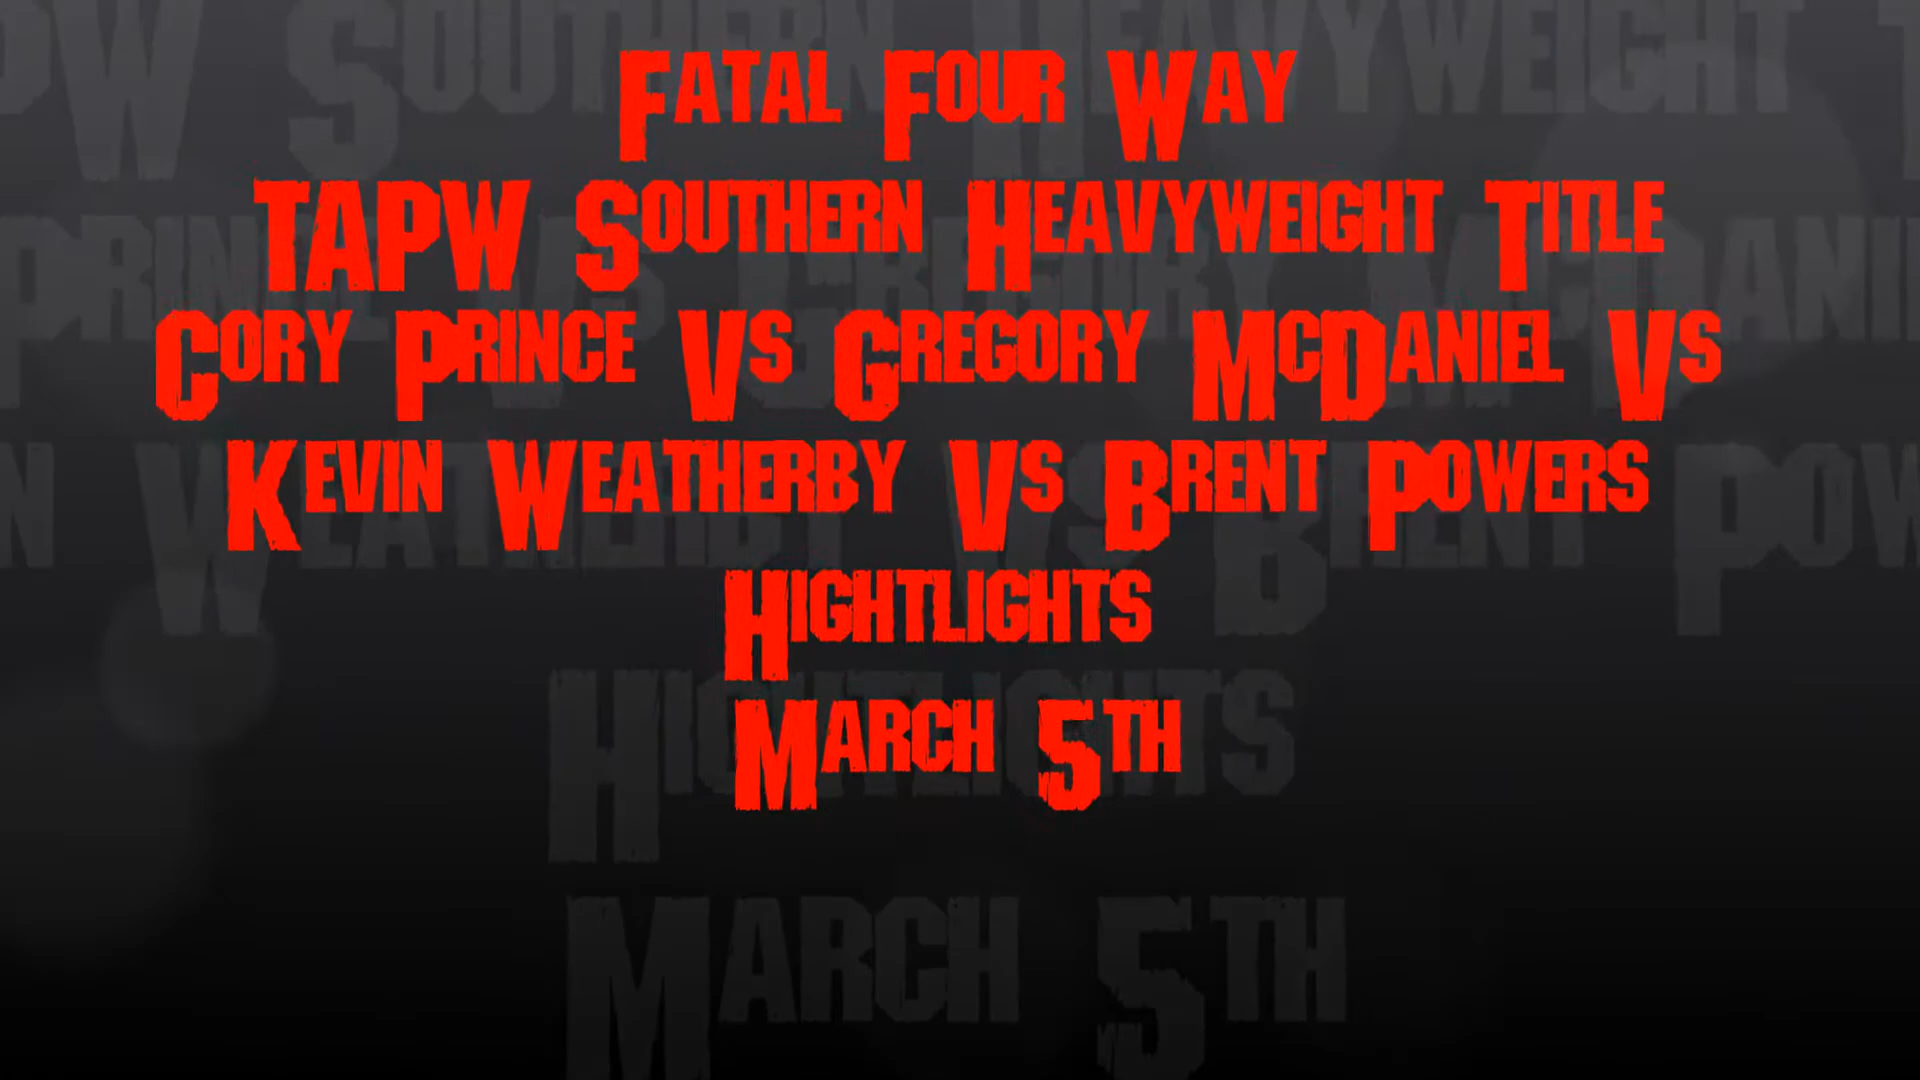 Fatal Four Way
TAPW Southern Heavyweight Title
Cory Prince Vs Gregory McDaniel Vs
Kevin Weatherby Vs Brent Powers
Hightlights
March 5th